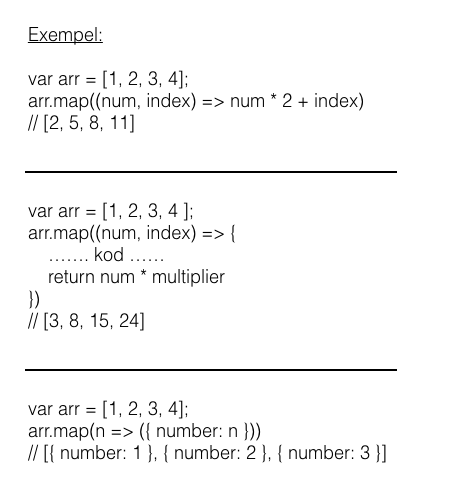 Exempel:
var arr = [1, 2, 3, 4];
arr.map((num, index) => num * 2 + index)
// [2, 5, 8, 11]
var arr = [1, 2, 3, 4 ];
arr.map((num, index) => {
……. kod ……
return num * multiplier
})
// [3, 8, 15, 24]
var arr = [1, 2, 3, 4];
arr.map(n => ({ number: n }))
// [{ number: 1 }, { number: 2 }, { number: 3 }]